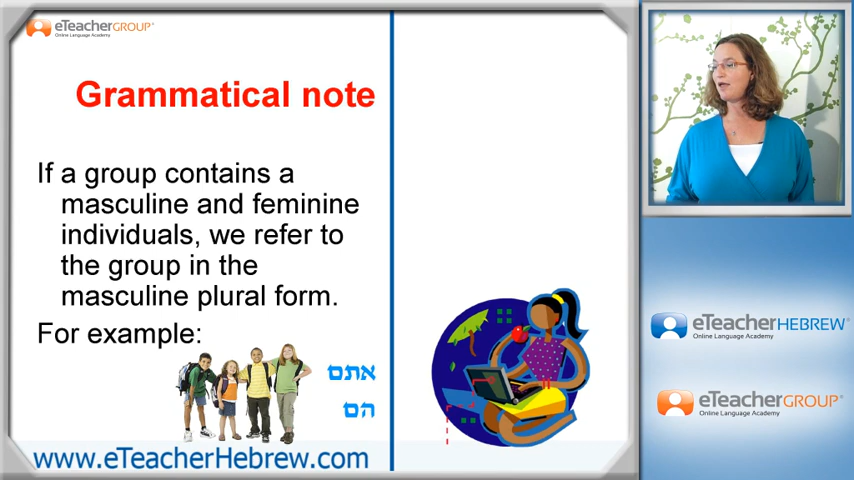 eTeacherGROUP
Online Language Academy
Grammatical note
If a group contains a
masculine and feminine
individuals, we refer to
the group in the
masculine plural form.
For example:
אתם
הם
www.eTeacherHebrew.com
eTeacherHEBREW
Online Language Academy
eTeacherGROUP
Online Language Academy